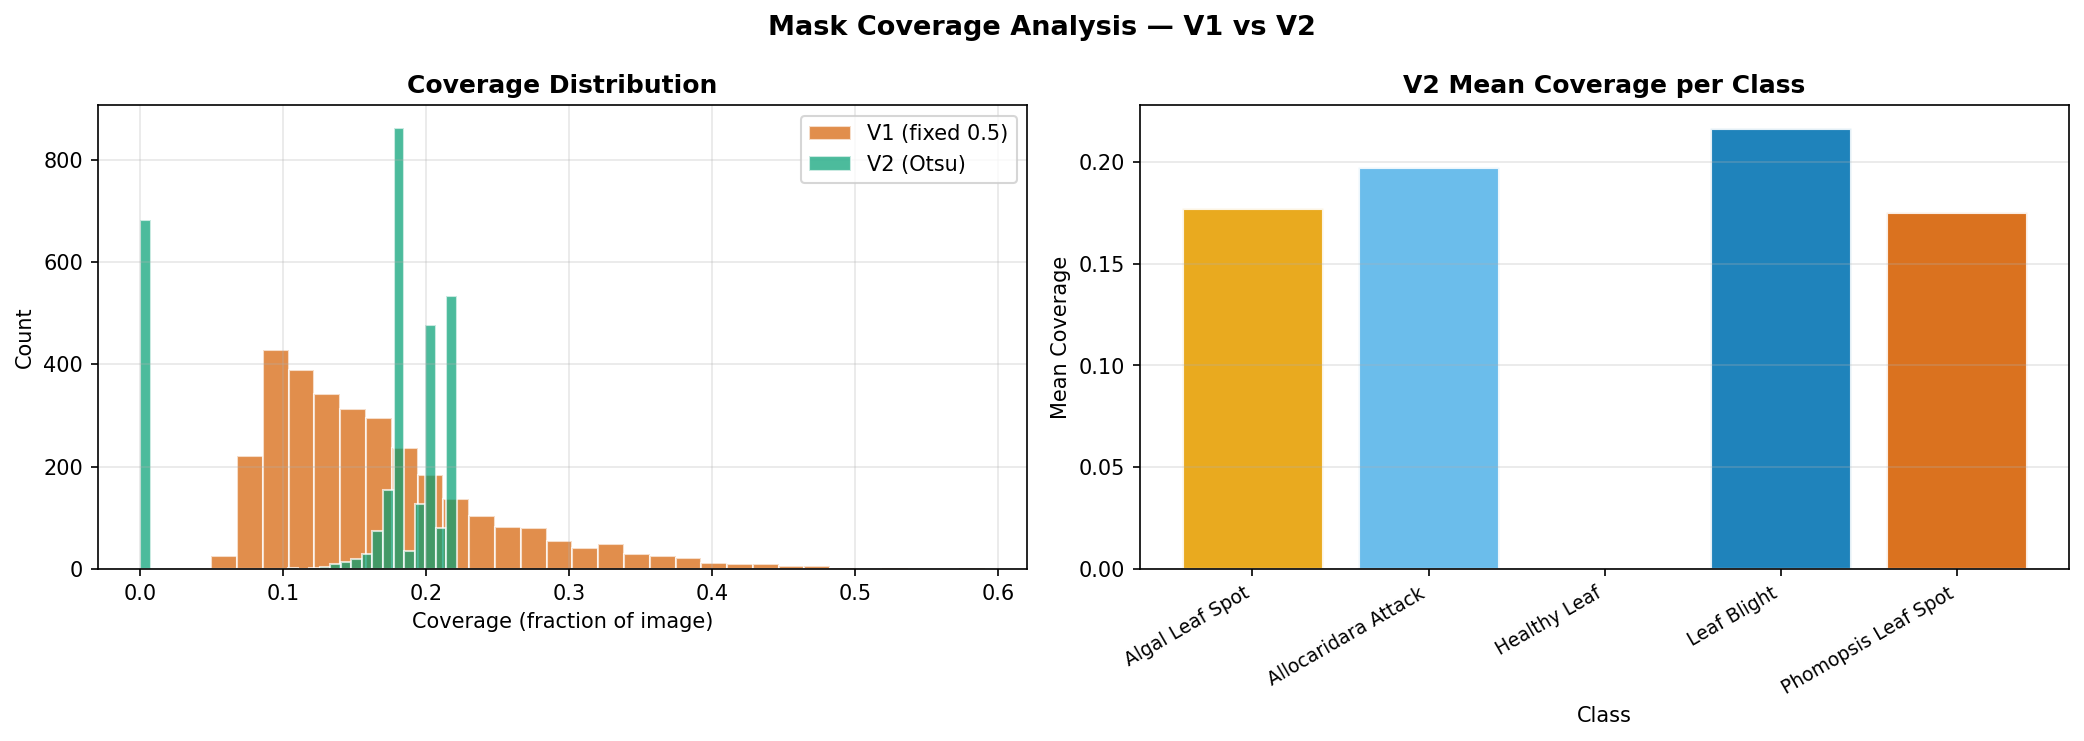 Mask Coverage Analysis — V1 vs V2
Coverage Distribution
V1 (fixed 0.5)
V2 (Otsu)
Count
800
600
400
200
0
0.0 0.1 0.2 0.3 0.4 0.5 0.6
Coverage (fraction of image)
V2 Mean Coverage per Class
Mean Coverage
0.20
0.15
0.10
0.05
0.00
Algal Leaf Spot
Allocaridara Attack
Healthy Leaf
Leaf Blight
Phomopsis Leaf Spot
Class